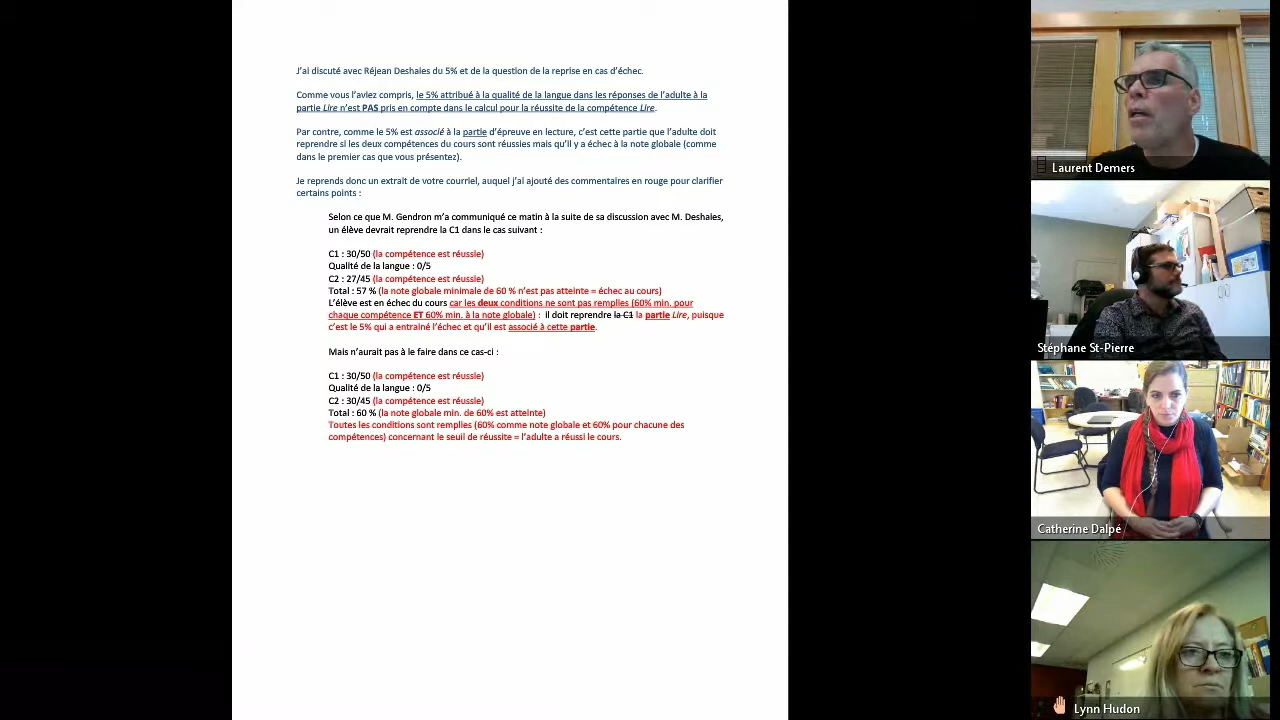 J'ai discuté avec Réjean Deshaies du 5% et de la question de la reprise en cas d'échec.
Comme vous l'aviez compris, le 5% attribué à la qualité de la langue dans les réponses de l'adulte à la
partie Lire n'est PAS pris en compte dans le calcul pour la réussite de la compétence Lire.
Par contre, comme le 5% est associé à la partie d'épreuve en lecture, c'est cette partie que l'adulte doit
reprendre si les deux compétences du cours sont réussies mais qu'il y a échec à la note globale (comme
dans le premier cas que vous présentez).
Je reprends donc un extrait de votre courriel, auquel j'ai ajouté des commentaires en rouge pour clarifier
certains points :
Selon ce que M. Gendron m'a communiqué ce matin à la suite de sa discussion avec M. Deshaies,
un élève devrait reprendre la C1 dans le cas suivant :
C1 : 30/50 (la compétence est réussie)
Qualité de la langue : 0/5
C2 : 27/45 (la compétence est réussie)
Total : 57 % (la note globale minimale de 60 % n'est pas atteinte = échec au cours)
L'élève est en échec du cours car les deux conditions ne sont pas remplies (60% min. pour
chaque compétence ET 60% min. à la note globale) : il doit reprendre la C1 la partie Lire, puisque
c'est le 5% qui a entrainé l'échec et qu'il est associé à cette partie.
Mais n'aurait pas à le faire dans ce cas-ci :
C1 : 30/50 (la compétence est réussie)
Qualité de la langue : 0/5
C2 : 30/45 (la compétence est réussie)
Total : 60 % (la note globale min. de 60% est atteinte)
Toutes les conditions sont remplies (60% comme note globale et 60% pour chacune des
compétences) concernant le seuil de réussite = l'adulte a réussi le cours.
Laurent Demers
Stéphane St-Pierre
Catherine Dalpé
Lynn Hudon